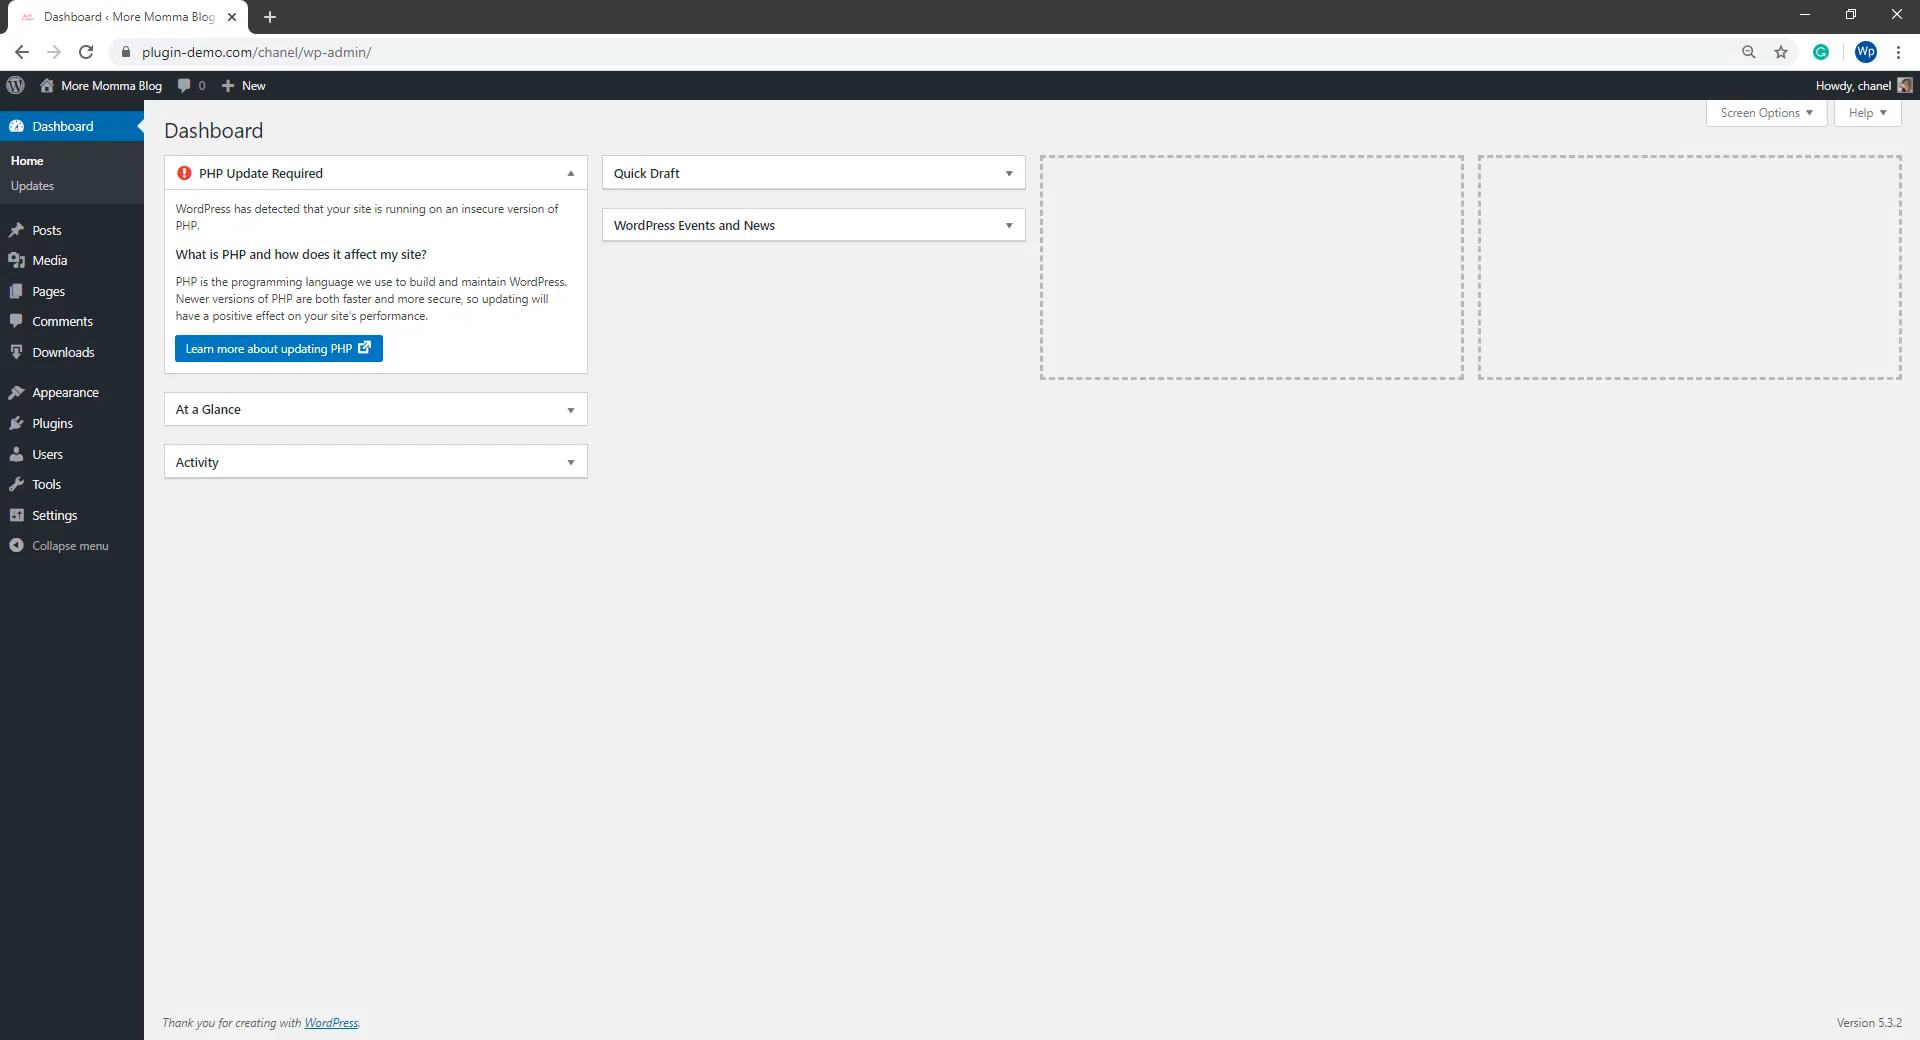 Dashboard ‹ More Momma Blog
plugin-demo.com/chanel/wp-admin/
Wp
More Momma Blog
0
New
Howdy, chanel
Dashboard
Home
Updates
Posts
Media
Pages
Comments
Downloads
Appearance
Plugins
Users
Tools
Settings
Collapse menu
Dashboard
Screen Options
Help
PHP Update Required
WordPress has detected that your site is running on an insecure version of
PHP.
What is PHP and how does it affect my site?
PHP is the programming language we use to build and maintain WordPress.
Newer versions of PHP are both faster and more secure, so updating will
have a positive effect on your site's performance.
Learn more about updating PHP
At a Glance
Activity
Quick Draft
WordPress Events and News
Thank you for creating with WordPress.
Version 5.3.2